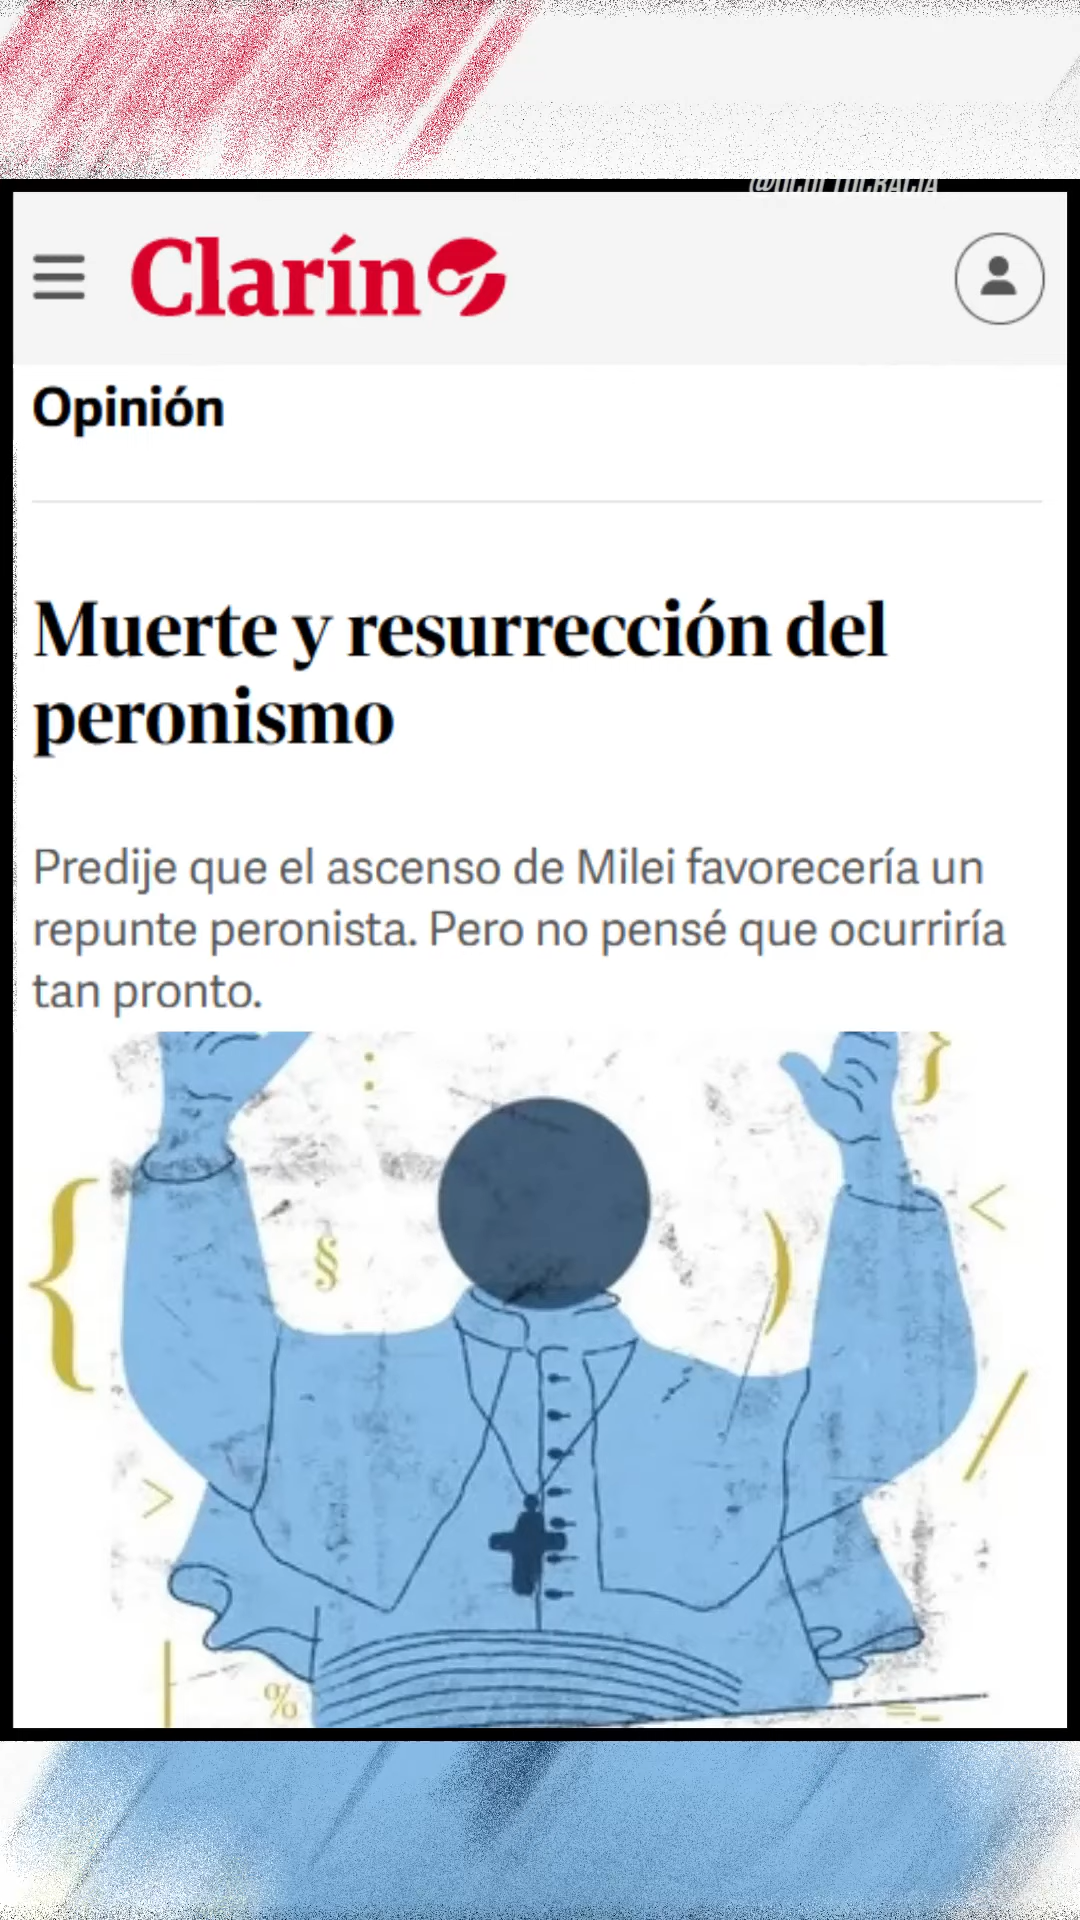 @OCULTOCRACIA
Clarín
Opinión
Muerte y resurrección del
peronismo
Predije que el ascenso de Milei favorecería un
repunte peronista. Pero no pensé que ocurriría
tan pronto.
:
}
{
§
)
<
/
>
|
%
=_